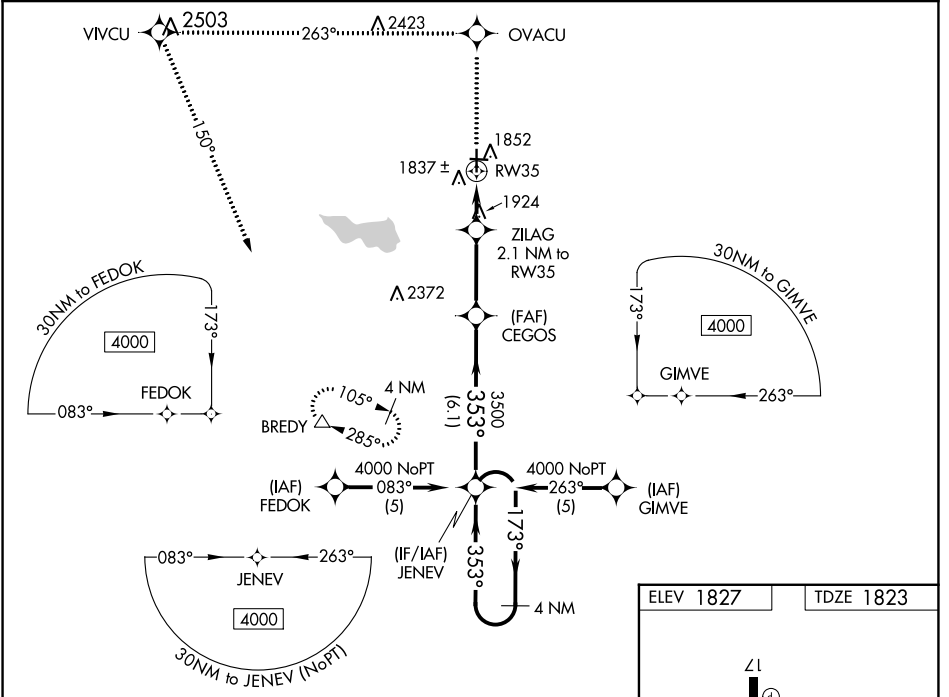 VIVCU
2503
263°
2423
OVACU
150°
1852
1837 ±
RW35
1924
ZILAG
2.1 NM to
RW35
30NM to FEDOK
173°
4000
FEDOK
083°
2372
(FAF)
CEGOS
30NM to GIMVE
173°
4000
GIMVE
263°
4 NM
105°
BREDY
285°
3500
353°
(6.1)
(IAF)
FEDOK
4000 NoPT
083°
(5)
4000 NoPT
263°
(5)
(IAF)
GIMVE
(IF/IAF)
JENEV
353°
173°
4 NM
083°
263°
JENEV
4000
30NM to JENEV (NoPT)
ELEV 1827
TDZE 1823
17
P